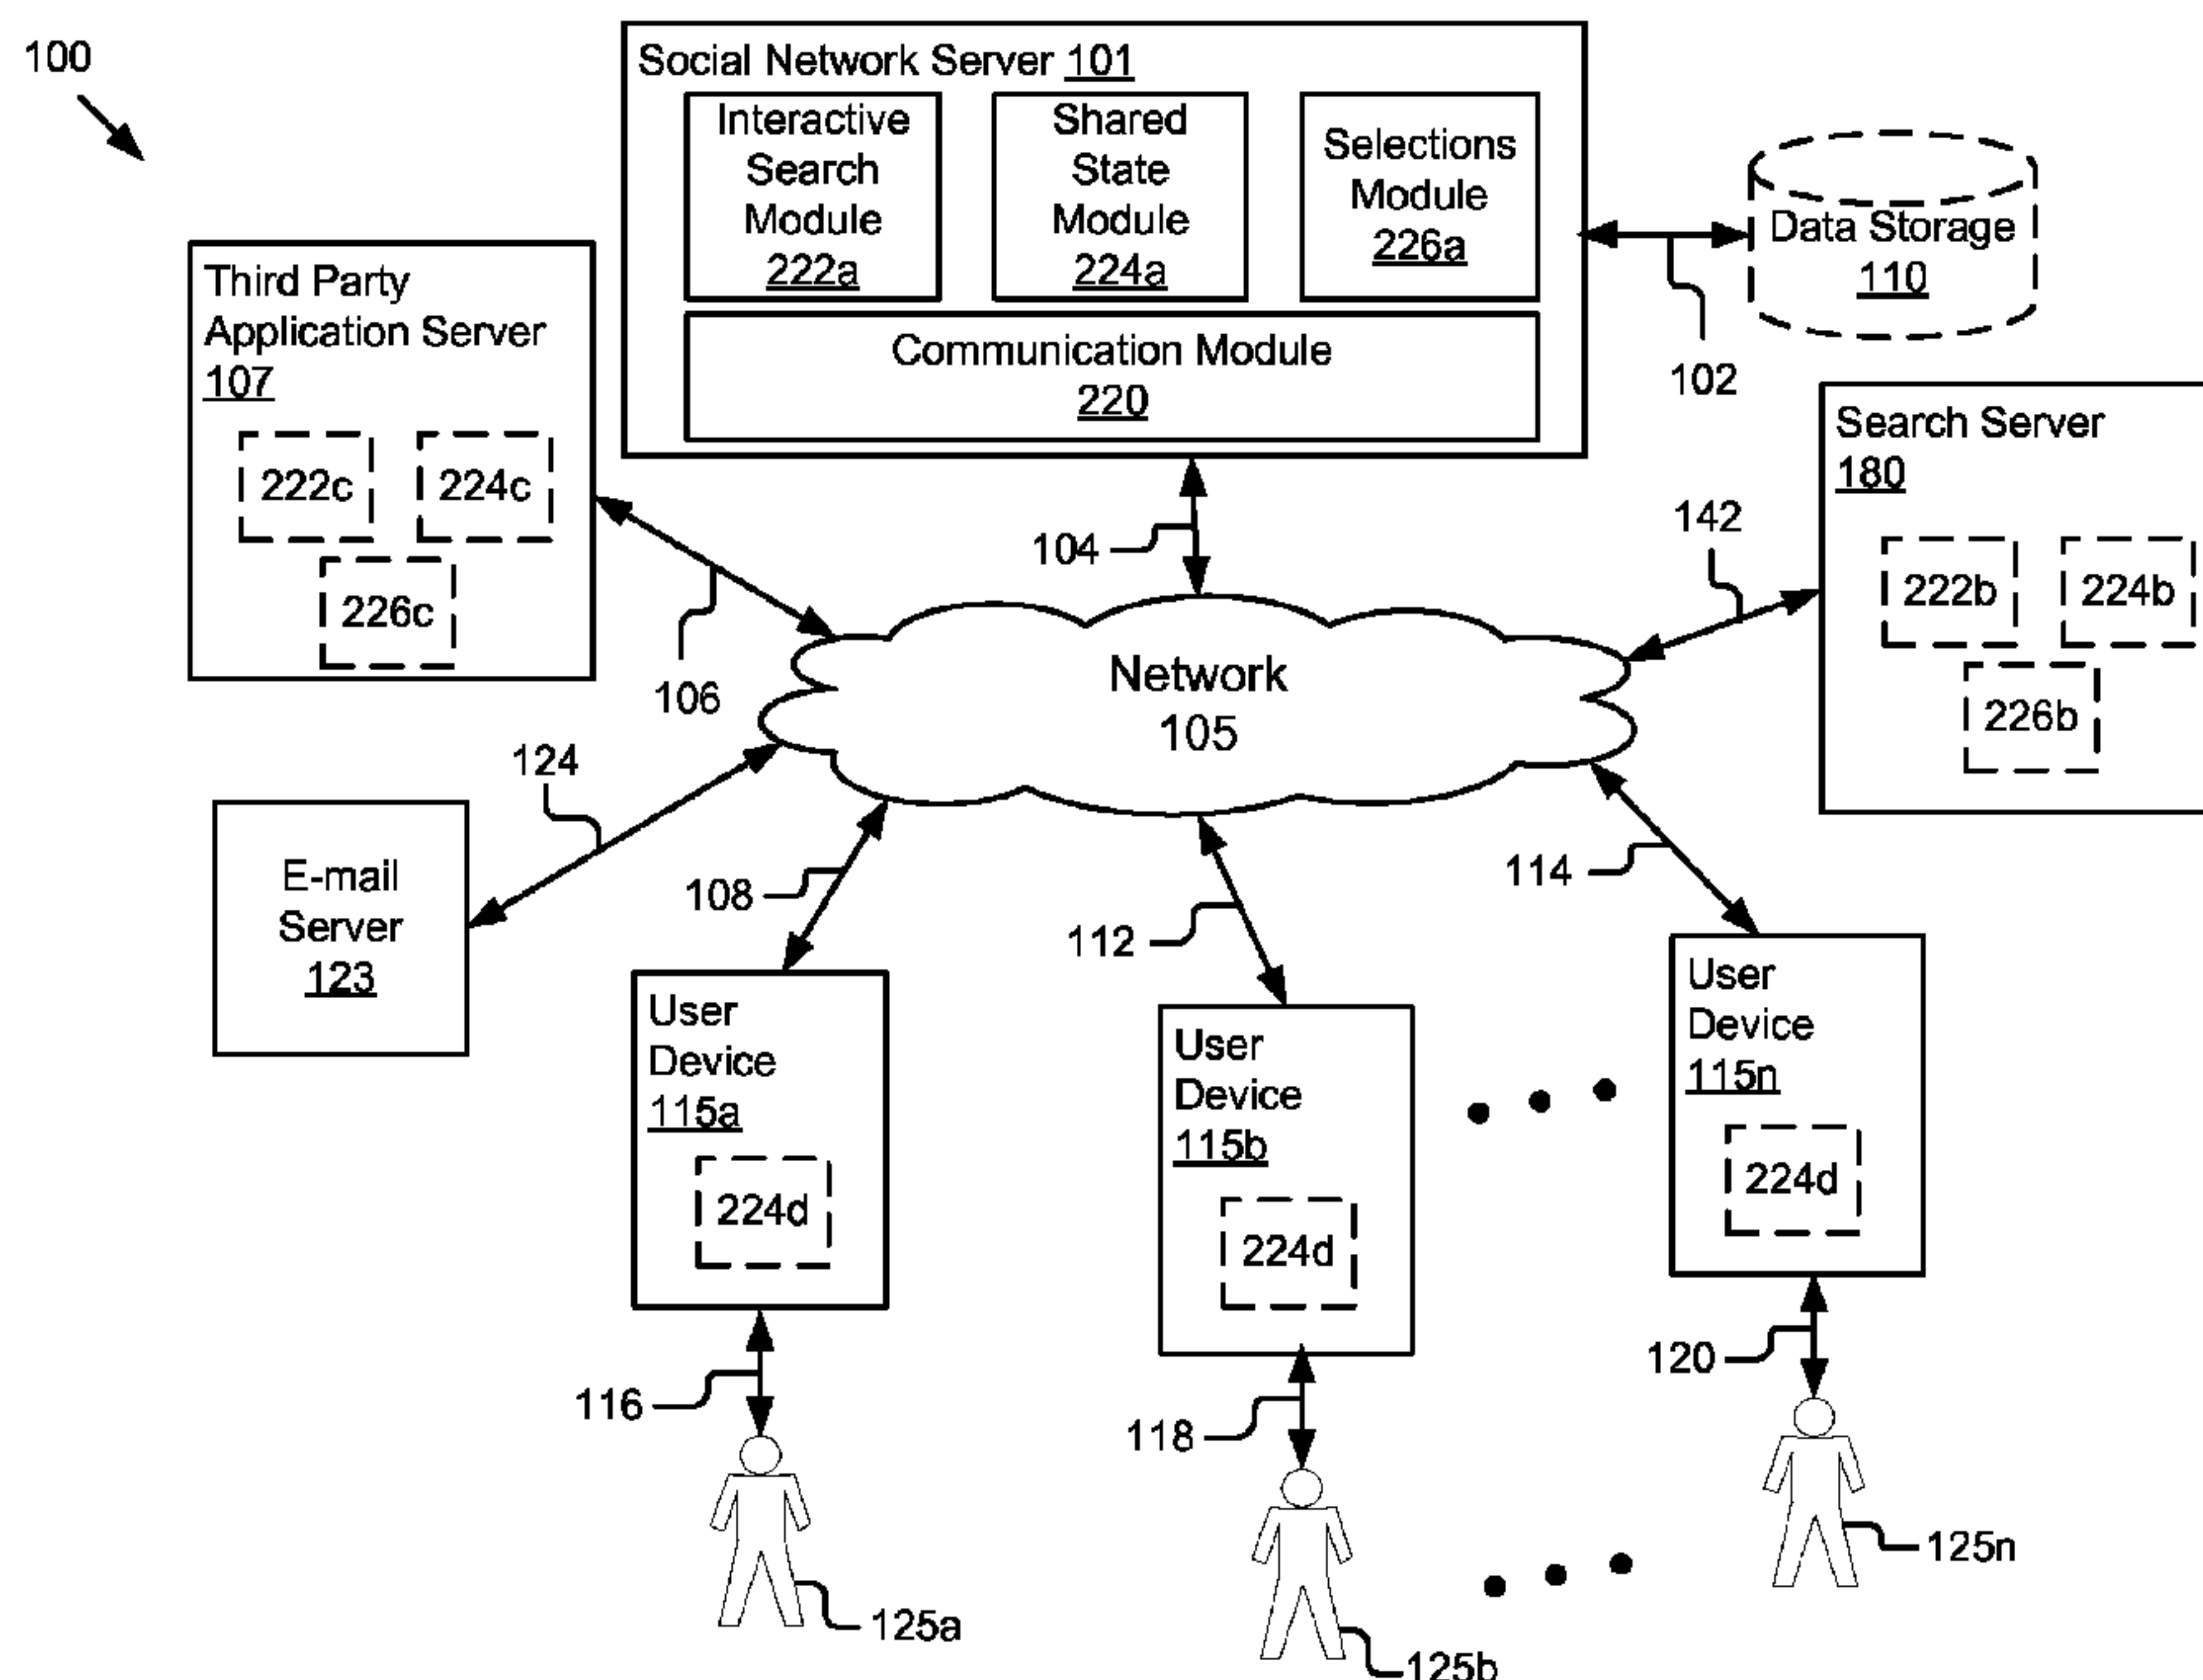 100
Social Network Server 101
Interactive
Search
Module
222a
Shared
State
Module
224a
Selections
Module
226a
Communication Module
220
Data Storage
110
102
Third Party
Application Server
107
222c
224c
226c
Search Server
180
222b
224b
226b
104
142
106
Network
105
124
E-mail
Server
123
108
112
114
User
Device
115a
224d
User
Device
115b
224d
User
Device
115n
224d
116
118
120
125a
125b
125n